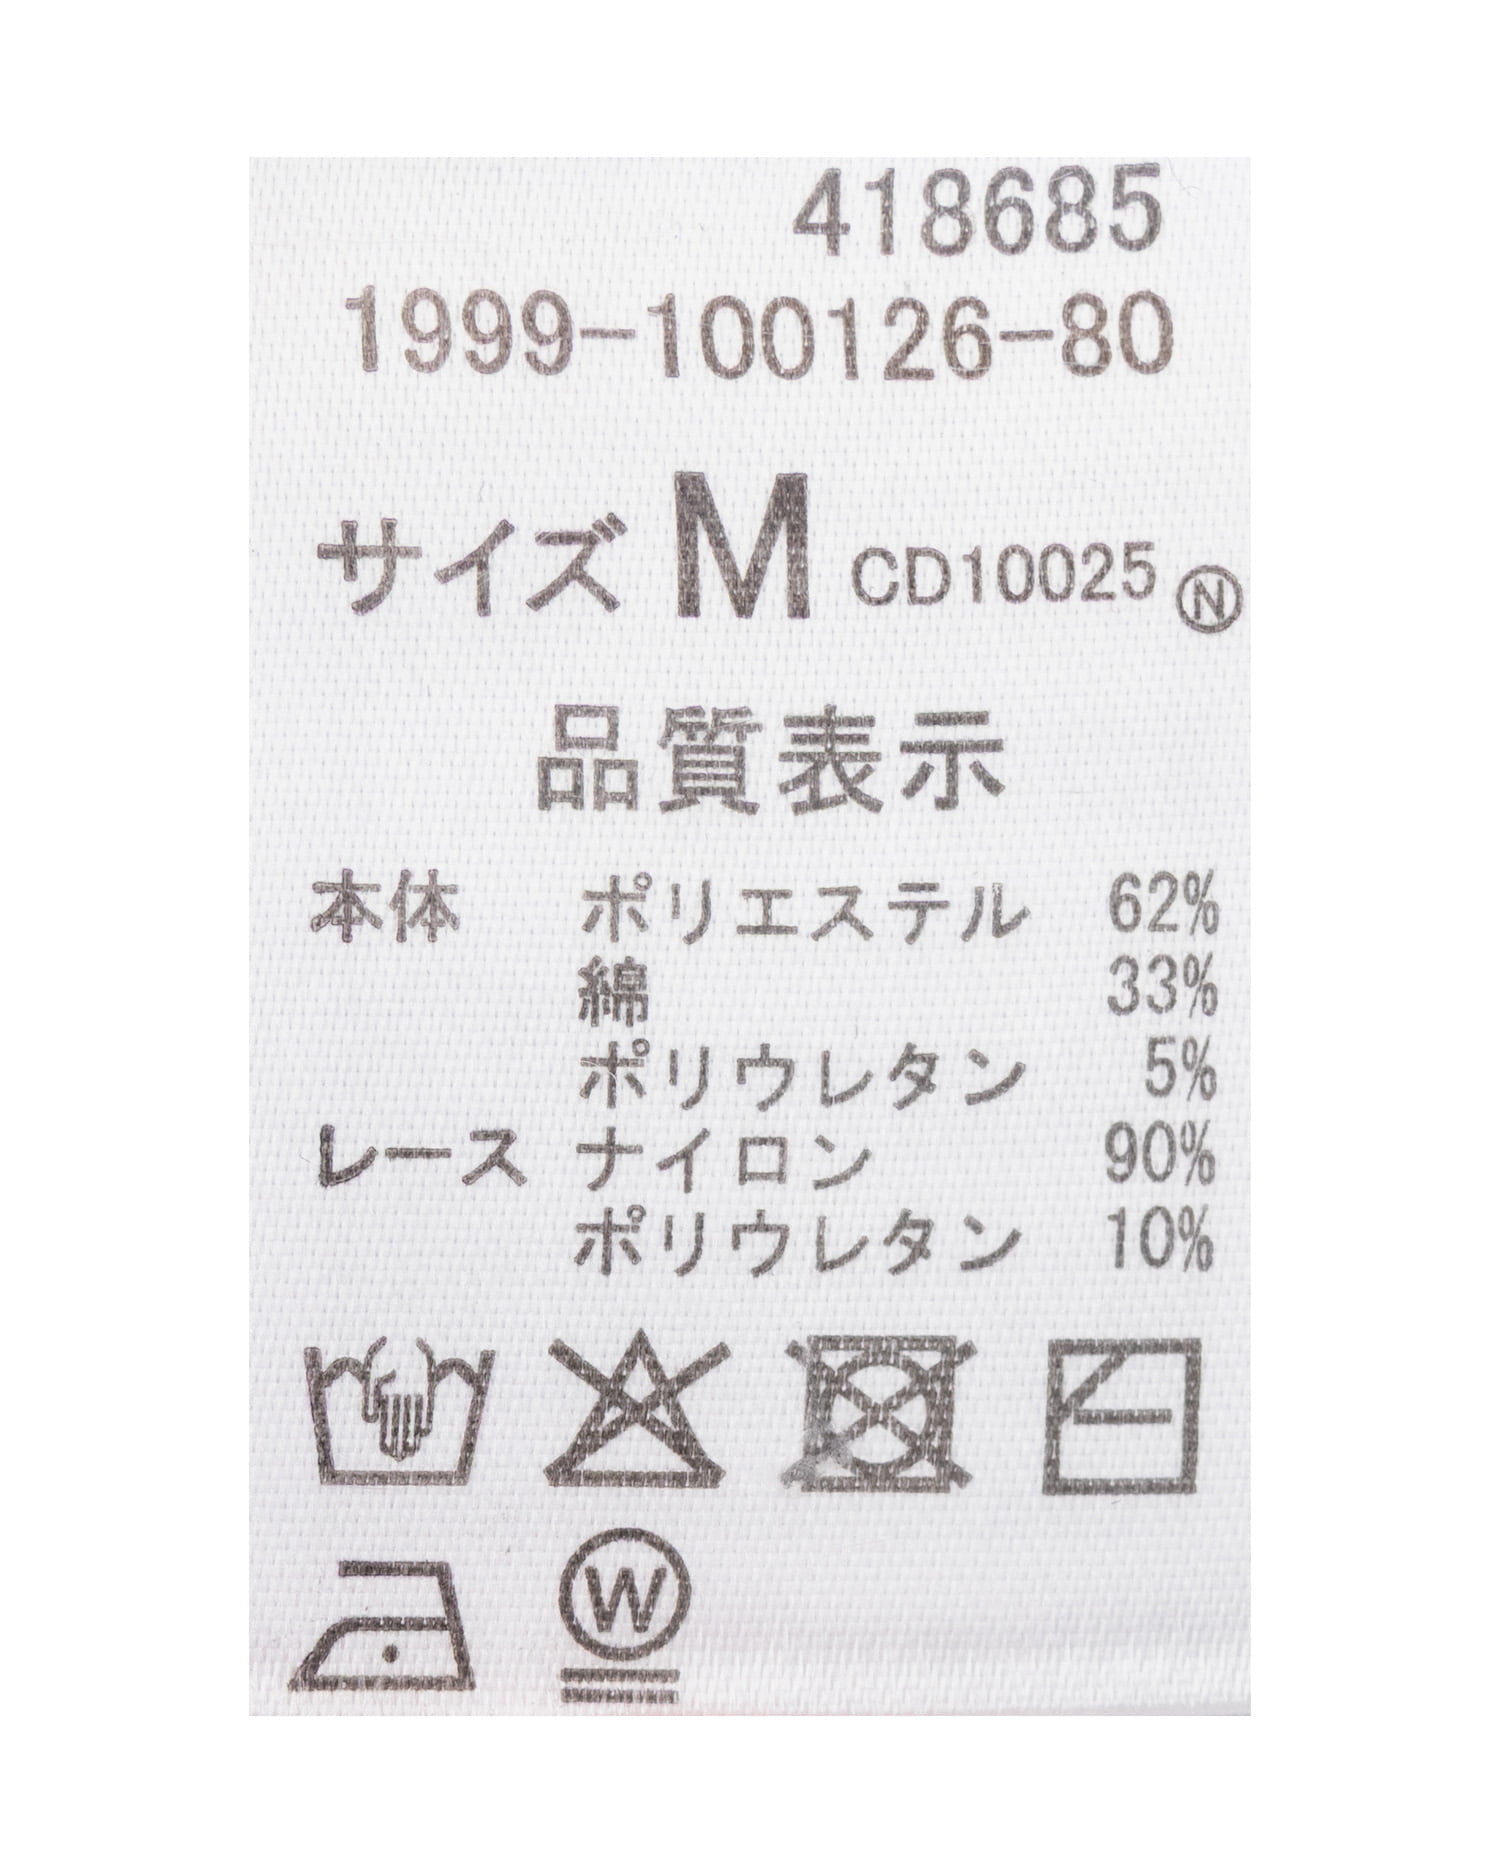 418685
1999-100126-80
サイズ M CD10025 Ⓝ
品質表示
本体 ポリエステル 62%
綿 33%
ポリウレタン 5%
レース ナイロン 90%
ポリウレタン 10%
W